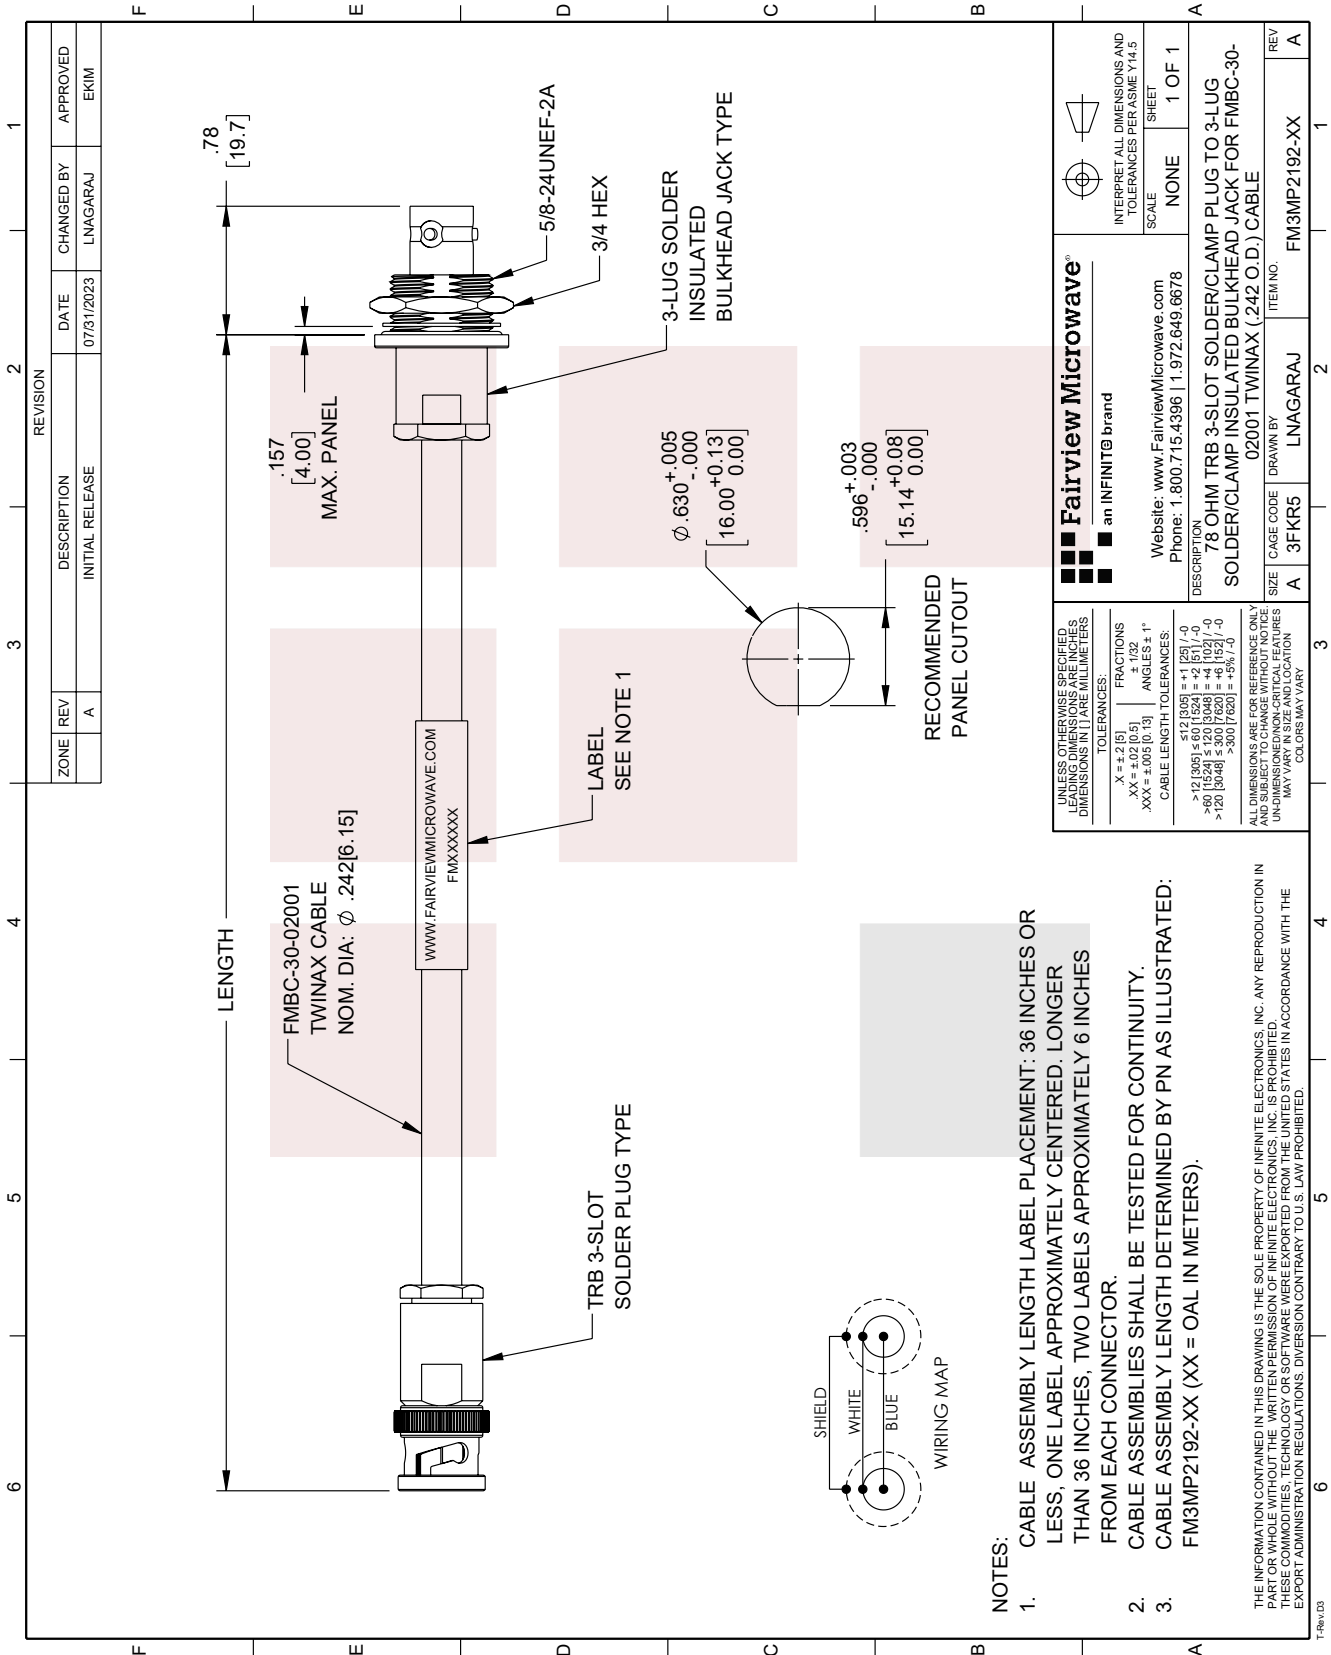 REVISION
ZONE REV DESCRIPTION DATE CHANGED BY APPROVED
A INITIAL RELEASE 07/31/2023 LNAGARAJ EKIM
6 5 4 3 2 1
F
E
D
C
B
A
LENGTH
.78
[19.7]
.157
[4.00]
MAX. PANEL
FMBC-30-02001
TWINAX CABLE
NOM. DIA: ∅ .242[6.15]
WWW.FAIRVIEWMICROWAVE.COM
FMXXXXXX
5/8-24UNEF-2A
3/4 HEX
3-LUG SOLDER
INSULATED
BULKHEAD JACK TYPE
TRB 3-SLOT
SOLDER PLUG TYPE
LABEL
SEE NOTE 1
∅.630 +.005 -.000
[16.00 +0.13 0.00]
.596 +.003 -.000
[15.14 +0.08 0.00]
RECOMMENDED
PANEL CUTOUT
SHIELD
WHITE
BLUE
WIRING MAP
NOTES:
1. CABLE ASSEMBLY LENGTH LABEL PLACEMENT: 36 INCHES OR
LESS, ONE LABEL APPROXIMATELY CENTERED. LONGER
THAN 36 INCHES, TWO LABELS APPROXIMATELY 6 INCHES
FROM EACH CONNECTOR.
2. CABLE ASSEMBLIES SHALL BE TESTED FOR CONTINUITY.
3. CABLE ASSEMBLY LENGTH DETERMINED BY PN AS ILLUSTRATED:
FM3MP2192-XX (XX = OAL IN METERS).
THE INFORMATION CONTAINED IN THIS DRAWING IS THE SOLE PROPERTY OF INFINITE ELECTRONICS, INC. ANY REPRODUCTION IN
PART OR WHOLE WITHOUT THE WRITTEN PERMISSION OF INFINITE ELECTRONICS, INC. IS PROHIBITED.
THESE COMMODITIES, TECHNOLOGY OR SOFTWARE WERE EXPORTED FROM THE UNITED STATES IN ACCORDANCE WITH THE
EXPORT ADMINISTRATION REGULATIONS. DIVERSION CONTRARY TO U.S. LAW PROHIBITED.
UNLESS OTHERWISE SPECIFIED
LEADING DIMENSIONS ARE INCHES
DIMENSIONS IN [ ] ARE MILLIMETERS
TOLERANCES:
.X = ±.2 [5] FRACTIONS
.XX = ±.02 [0.5] ± 1/32
.XXX = ±.005 [0.13] ANGLES ± 1°
CABLE LENGTH TOLERANCES:
≤12 [305] = +1 [25] / -0
>12 [305] ≤ 60 [1524] = +2 [51] / -0
>60 [1524] ≤ 120 [3048] = +4 [102] / -0
>120 [3048] ≤ 300 [7620] = +6 [152] / -0
>300 [7620] = +5% / -0
ALL DIMENSIONS ARE FOR REFERENCE ONLY
AND SUBJECT TO CHANGE WITHOUT NOTICE.
UN-DIMENSIONED/NON-CRITICAL FEATURES
MAY VARY IN SIZE AND LOCATION
COLORS MAY VARY
Fairview Microwave®
an INFINIT℮ brand
Website: www.FairviewMicrowave.com
Phone: 1.800.715.4396 | 1.972.649.6678
INTERPRET ALL DIMENSIONS AND
TOLERANCES PER ASME Y14.5
SCALE NONE
SHEET 1 OF 1
DESCRIPTION
78 OHM TRB 3-SLOT SOLDER/CLAMP PLUG TO 3-LUG
SOLDER/CLAMP INSULATED BULKHEAD JACK FOR FMBC-30-
02001 TWINAX (.242 O.D.) CABLE
SIZE A
CAGE CODE 3FKR5
DRAWN BY LNAGARAJ
ITEM NO. FM3MP2192-XX
REV A
F
E
D
C
B
A
6 5 4 3 2 1
T-Rev.D3